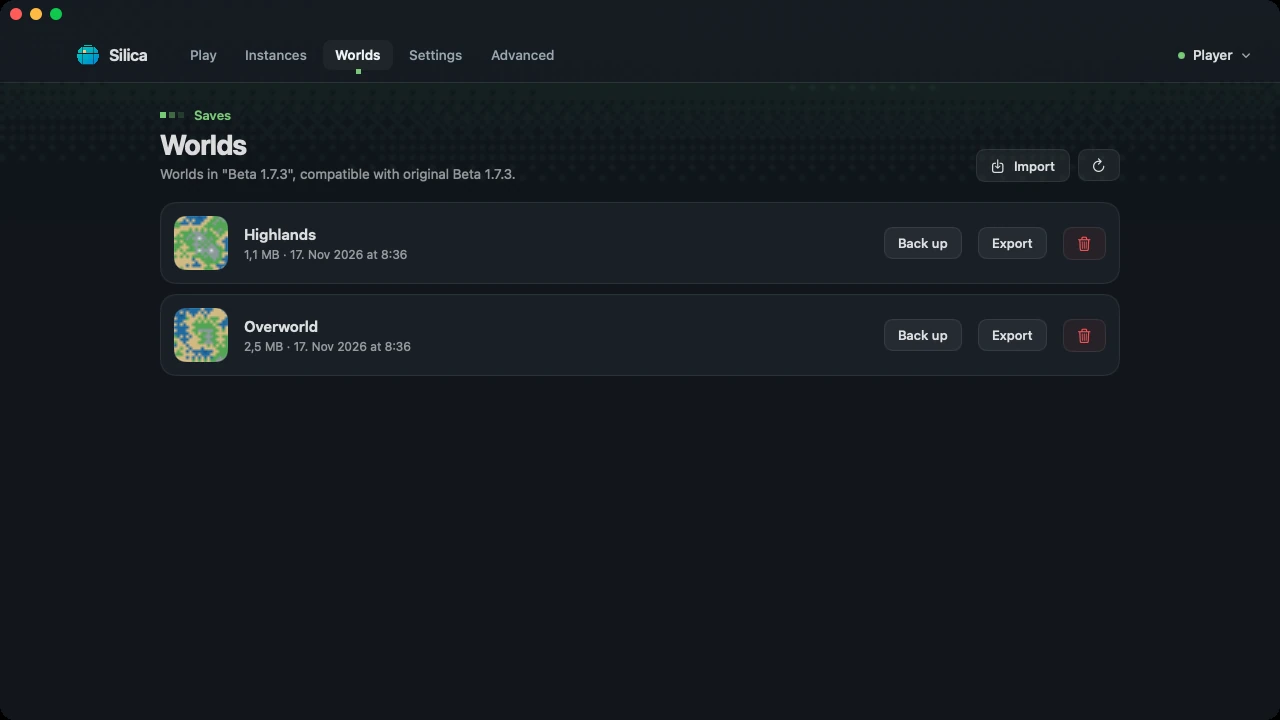 Silica
Play
Instances
Worlds
Settings
Advanced
Player
Saves
Worlds
Worlds in "Beta 1.7.3", compatible with original Beta 1.7.3.
Import
Highlands
1,1 MB · 17. Nov 2026 at 8:36
Back up
Export
Overworld
2,5 MB · 17. Nov 2026 at 8:36
Back up
Export